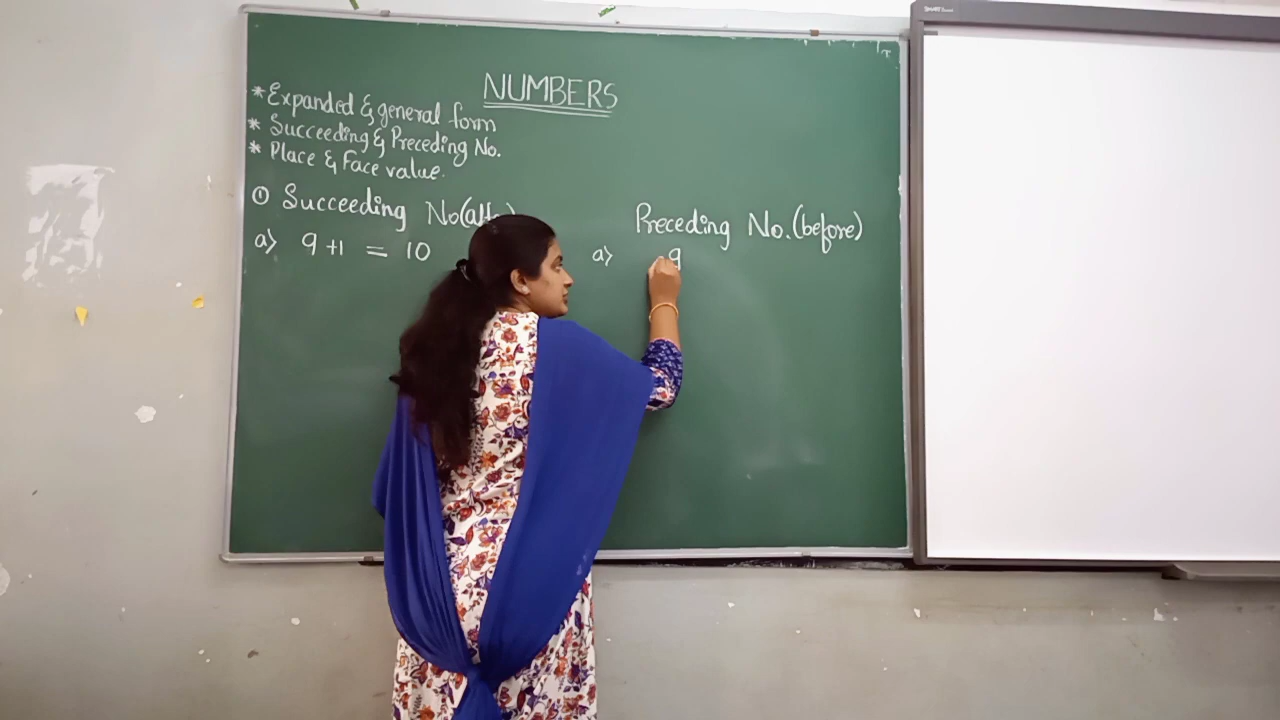 NUMBERS
* Expanded & general form
* Succeeding & Preceding No.
* Place & Face value.
① Succeeding No
a) 9 +1 = 10
Preceding No. (before)
a) 9